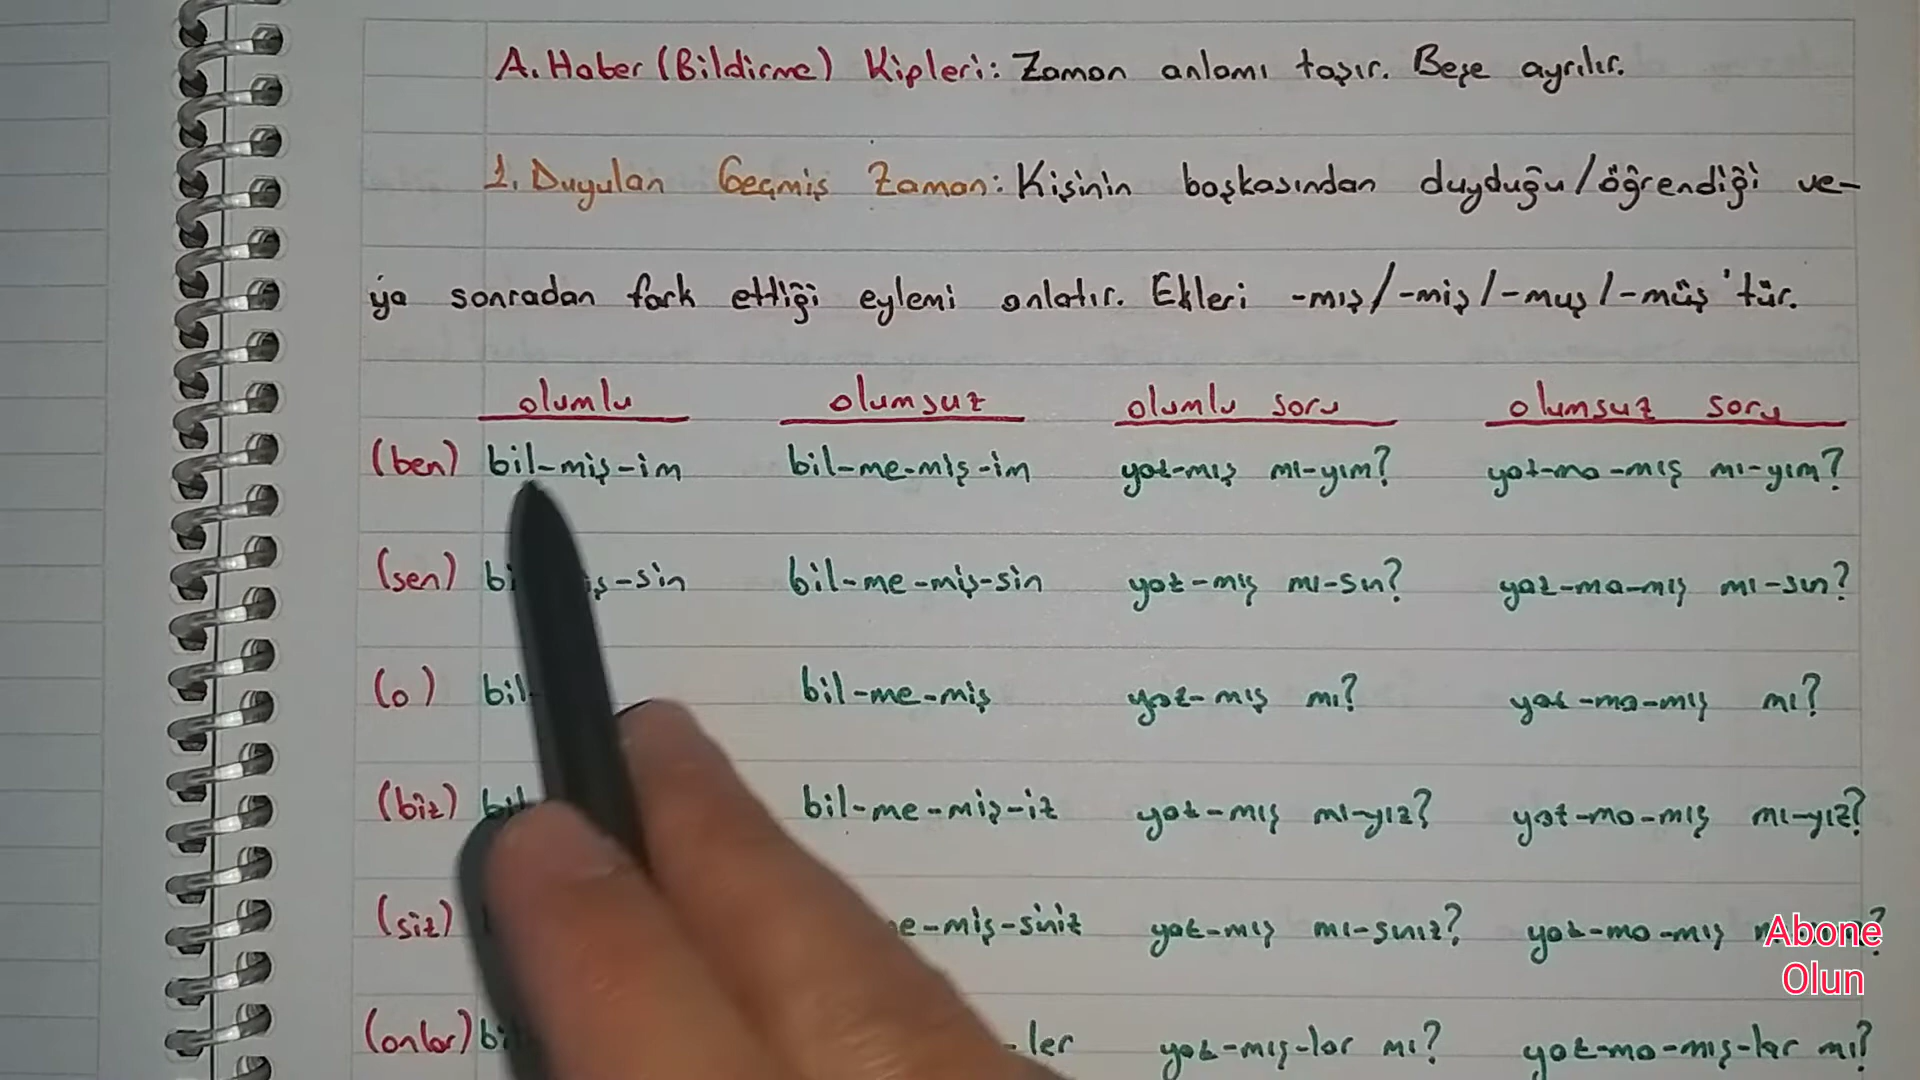 A. Haber (Bildirme) Kipleri: Zaman anlamı taşır. Beşe ayrılır.
1. Duyulan Geçmiş Zaman: Kişinin başkasından duyduğu/öğrendiği ve-
ya sonradan fark ettiği eylemi anlatır. Ekleri -mış/-miş/-muş/-müş'tür.
olumlu olumsuz olumlu soru olumsuz soru
(ben) bil-miş-im bil-me-miş-im yaz-mış mı-yım? yaz-ma-mış mı-yım?
(sen) -sin bil-me-miş-sin yaz-mış mı-sın? yaz-ma-mış mı-sın?
(o) bil- bil-me-miş yaz-mış mı? yaz-ma-mış mı?
(biz) bil-me-miş-iz yaz-mış mı-yız? yaz-ma-mış mı-yız?
(siz) e-miş-siniz yaz-mış mı-sınız? yaz-ma-mış
Abone
Olun
(onlar) -ler yaz-mış-lar mı? yaz-ma-mış-lar mı?